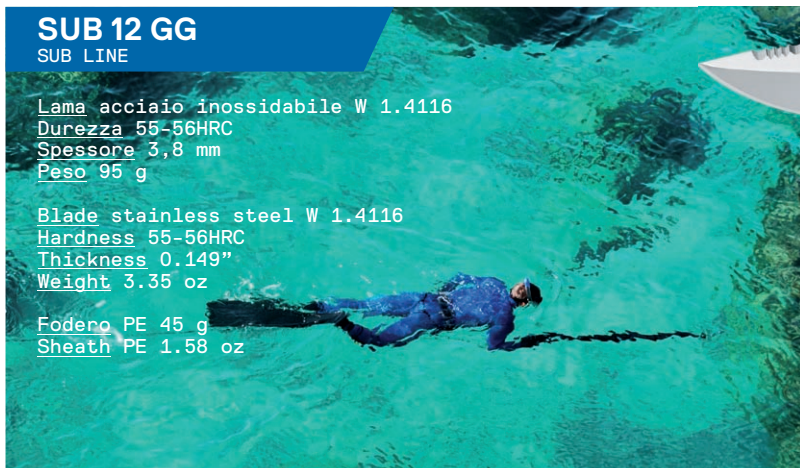 SUB 12 GG
SUB LINE
Lama acciaio inossidabile W 1.4116
Durezza 55-56HRC
Spessore 3,8 mm
Peso 95 g
Blade stainless steel W 1.4116
Hardness 55-56HRC
Thickness 0.149”
Weight 3.35 oz
Fodero PE 45 g
Sheath PE 1.58 oz